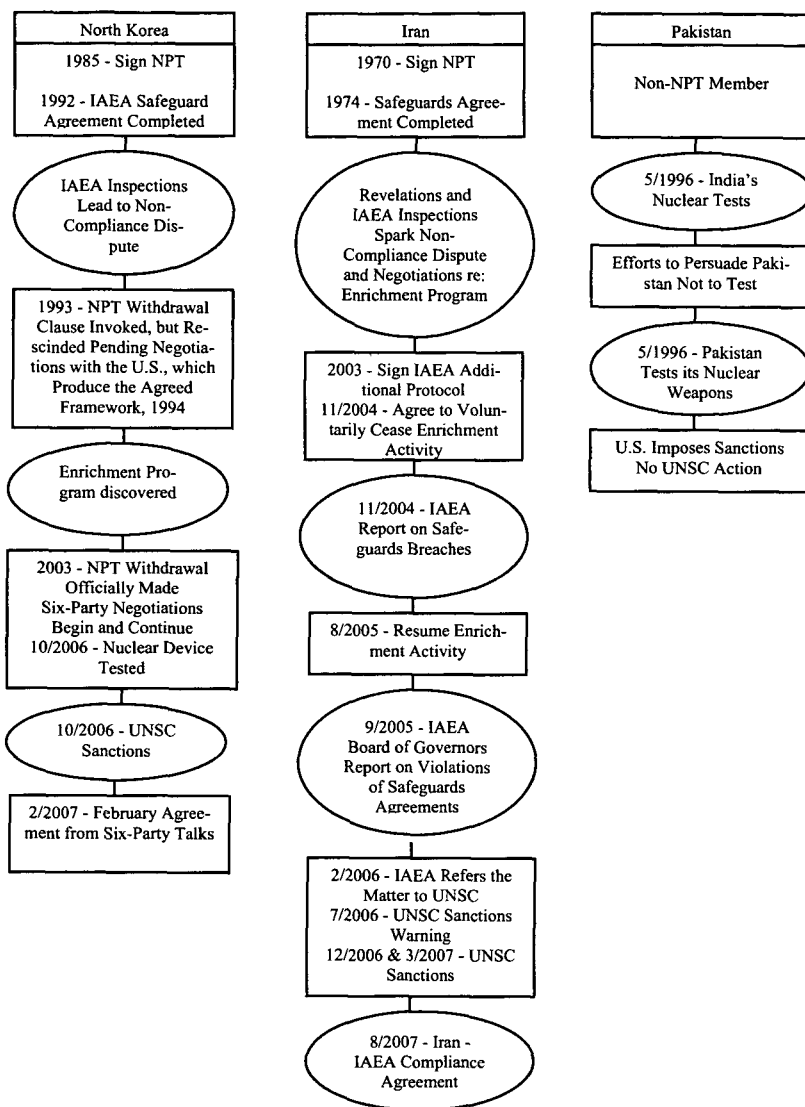 North Korea
1985 - Sign NPT
1992 - IAEA Safeguard
Agreement Completed
IAEA Inspections
Lead to Non-
Compliance Dis-
pute
1993 - NPT Withdrawal
Clause Invoked, but Re-
scinded Pending Negotia-
tions with the U.S., which
Produce the Agreed
Framework, 1994
Enrichment Pro-
gram discovered
2003 - NPT Withdrawal
Officially Made
Six-Party Negotiations
Begin and Continue
10/2006 - Nuclear Device
Tested
10/2006 - UNSC
Sanctions
2/2007 - February Agree-
ment from Six-Party Talks
Iran
1970 - Sign NPT
1974 - Safeguards Agree-
ment Completed
Revelations and
IAEA Inspections
Spark Non-
Compliance Dispute
and Negotiations re:
Enrichment Program
2003 - Sign IAEA Addi-
tional Protocol
11/2004 - Agree to Volun-
tarily Cease Enrichment
Activity
11/2004 - IAEA
Report on Safe-
guards Breaches
8/2005 - Resume Enrich-
ment Activity
9/2005 - IAEA
Board of Governors
Report on Violations
of Safeguards
Agreements
2/2006 - IAEA Refers the
Matter to UNSC
7/2006 - UNSC Sanctions
Warning
12/2006 & 3/2007 - UNSC
Sanctions
8/2007 - Iran -
IAEA Compliance
Agreement
Pakistan
Non-NPT Member
5/1996 - India's
Nuclear Tests
Efforts to Persuade Paki-
stan Not to Test
5/1996 - Pakistan
Tests its Nuclear
Weapons
U.S. Imposes Sanctions
No UNSC Action